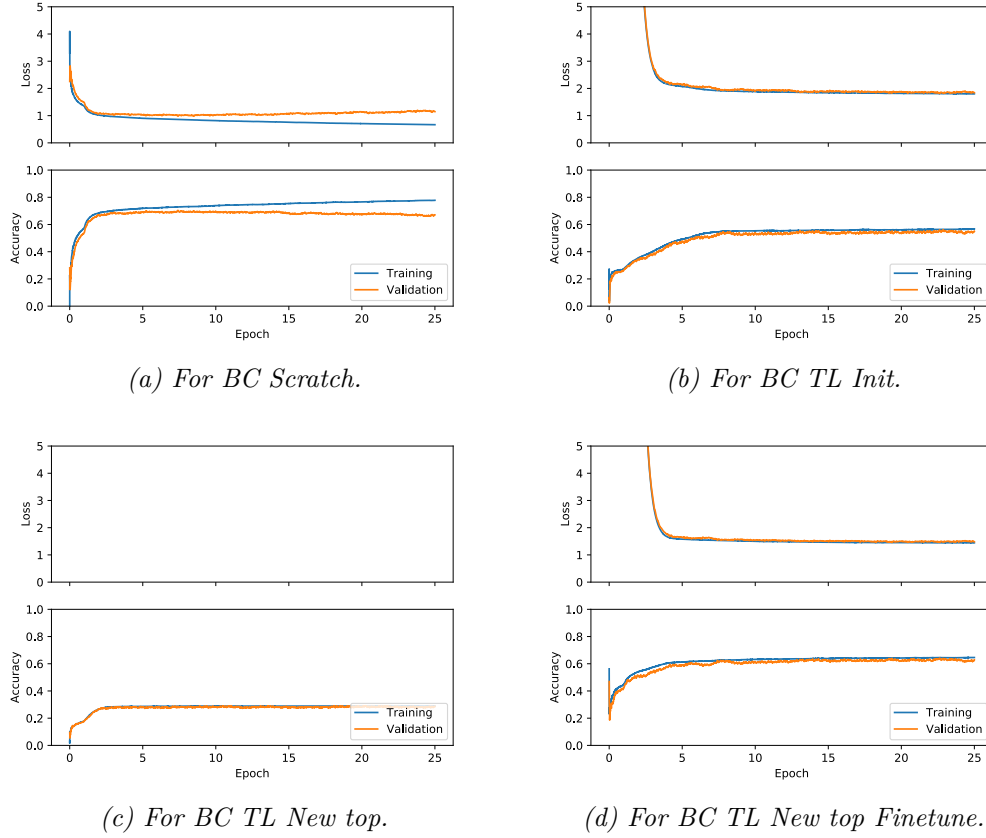 5
4
3
2
1
0
Loss
1.0
0.8
0.6
0.4
0.2
0.0
Accuracy
Training
Validation
0 5 10 15 20 25
Epoch
(a) For BC Scratch.
5
4
3
2
1
0
Loss
1.0
0.8
0.6
0.4
0.2
0.0
Accuracy
Training
Validation
0 5 10 15 20 25
Epoch
(b) For BC TL Init.
5
4
3
2
1
0
Loss
1.0
0.8
0.6
0.4
0.2
0.0
Accuracy
Training
Validation
0 5 10 15 20 25
Epoch
(c) For BC TL New top.
5
4
3
2
1
0
Loss
1.0
0.8
0.6
0.4
0.2
0.0
Accuracy
Training
Validation
0 5 10 15 20 25
Epoch
(d) For BC TL New top Finetune.